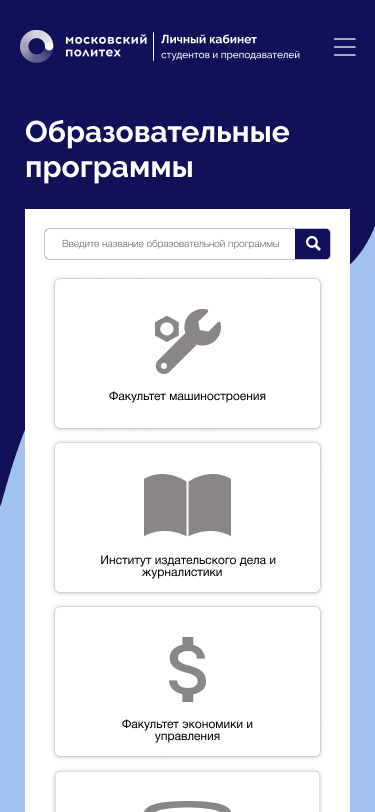 московский
политех
Личный кабинет
студентов и преподавателей
Образовательные
программы
Введите название образовательной программы
Факультет машиностроения
Институт издательского дела и
журналистики
$
Факультет экономики и
управления